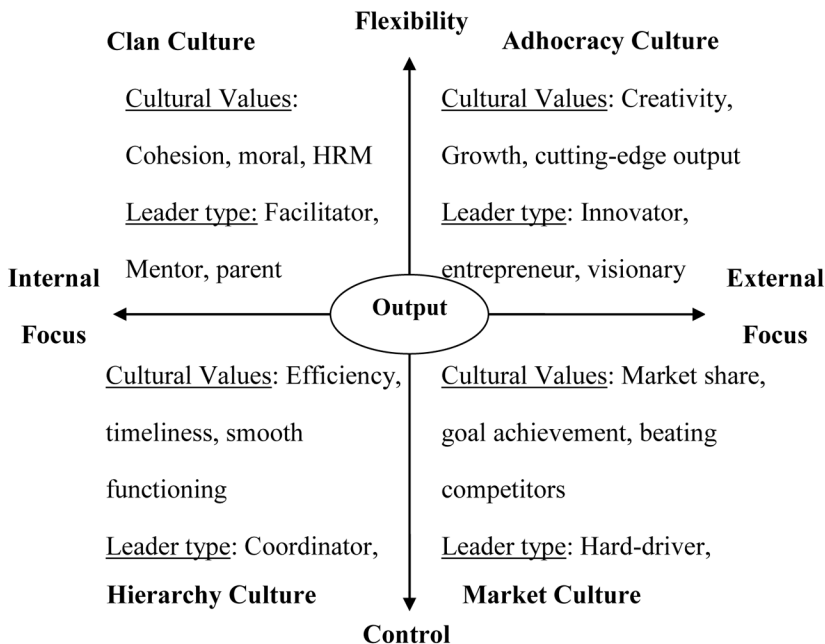 Flexibility
Clan Culture
Adhocracy Culture
Cultural Values:
Cohesion, moral, HRM
Leader type: Facilitator,
Mentor, parent
Cultural Values: Creativity,
Growth, cutting-edge output
Leader type: Innovator,
entrepreneur, visionary
Internal
Focus
Output
External
Focus
Cultural Values: Efficiency,
timeliness, smooth
functioning
Leader type: Coordinator,
Hierarchy Culture
Cultural Values: Market share,
goal achievement, beating
competitors
Leader type: Hard-driver,
Market Culture
Control